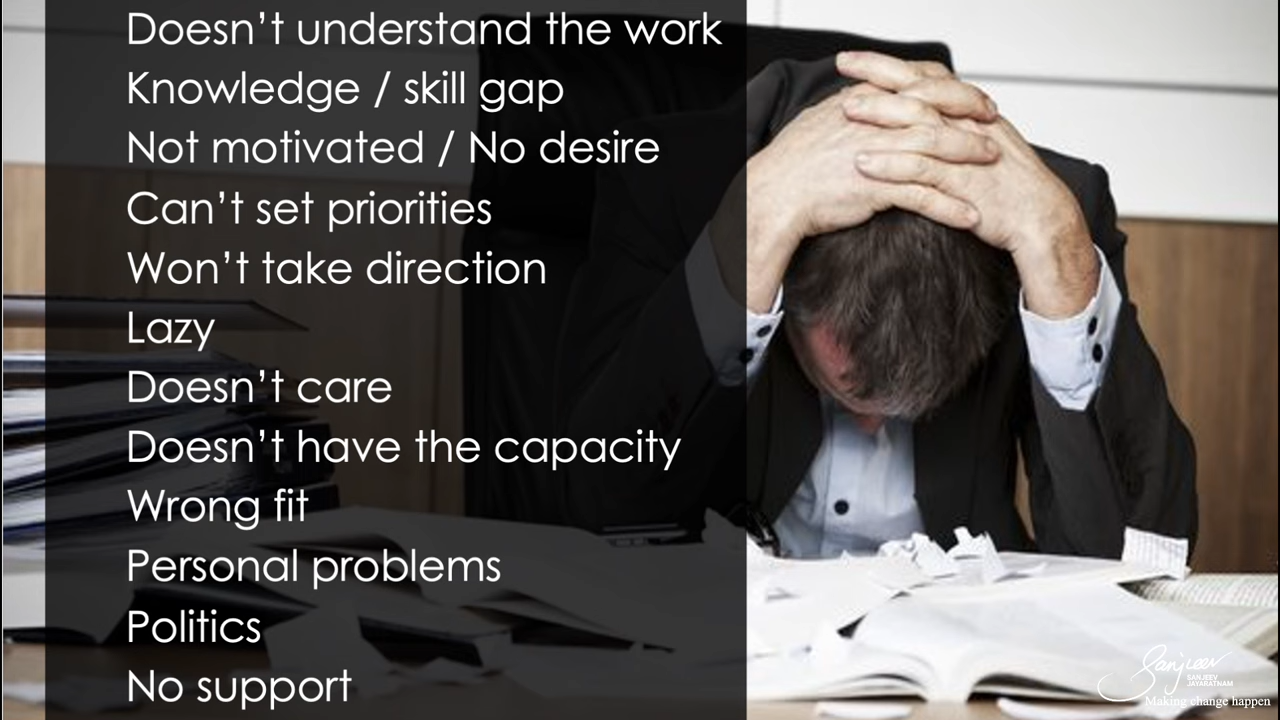 Doesn’t understand the work
Knowledge / skill gap
Not motivated / No desire
Can’t set priorities
Won’t take direction
Lazy
Doesn’t care
Doesn’t have the capacity
Wrong fit
Personal problems
Politics
No support
Sanjeev
SANJEEV
JAYARATNAM
Making change happen